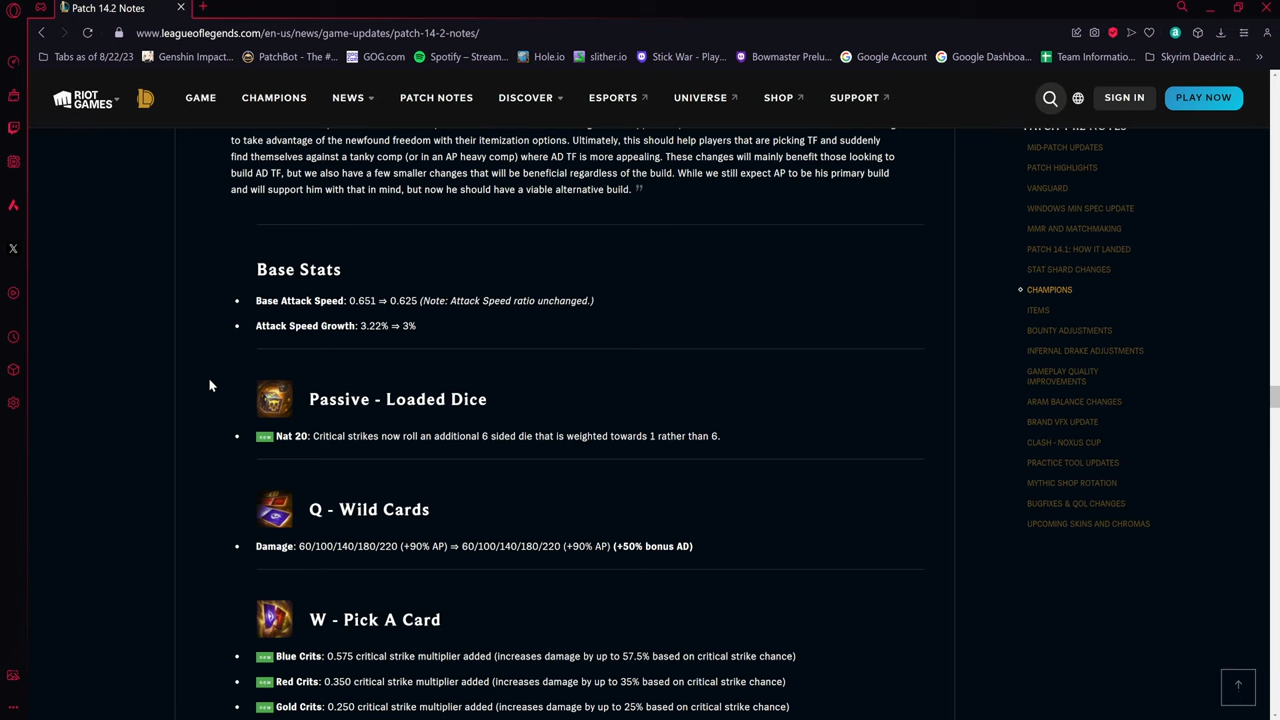 Patch 14.2 Notes
www.leagueoflegends.com/en-us/news/game-updates/patch-14-2-notes/
Tabs as of 8/22/23 Genshin Impact... PatchBot - The #... GOG.com Spotify – Stream... Hole.io slither.io Stick War - Play... Bowmaster Prelu... Google Account Google Dashboa... Team Informatio... Skyrim Daedric ...
RIOT GAMES GAME CHAMPIONS NEWS PATCH NOTES DISCOVER ESPORTS UNIVERSE SHOP SUPPORT SIGN IN PLAY NOW
to take advantage of the newfound freedom with their itemization options. Ultimately, this should help players that are picking TF and suddenly
find themselves against a tanky comp (or in an AP heavy comp) where AD TF is more appealing. These changes will mainly benefit those looking to
build AD TF, but we also have some smaller changes that will be beneficial regardless of the build. While we still expect AP to be his primary build
and will support him with that in mind, but now he should have a viable alternative build. ”
Base Stats
• Base Attack Speed: 0.651 ⇒ 0.625 (Note: Attack Speed ratio unchanged.)
• Attack Speed Growth: 3.22% ⇒ 3%
Passive - Loaded Dice
• new Nat 20: Critical strikes now roll an additional 6 sided die that is weighted towards 1 rather than 6.
Q - Wild Cards
• Damage: 60/100/140/180/220 (+90% AP) ⇒ 60/100/140/180/220 (+90% AP) (+50% bonus AD)
W - Pick A Card
• new Blue Crits: 0.575 critical strike multiplier added (increases damage by up to 57.5% based on critical strike chance)
• new Red Crits: 0.350 critical strike multiplier added (increases damage by up to 35% based on critical strike chance)
• new Gold Crits: 0.250 critical strike multiplier added (increases damage by up to 25% based on critical strike chance)
MID-PATCH UPDATES
PATCH HIGHLIGHTS
VANGUARD
WINDOWS MIN SPEC UPDATE
MMR AND MATCHMAKING
PATCH 14.1: HOW IT LANDED
STAT SHARD CHANGES
CHAMPIONS
ITEMS
BOUNTY ADJUSTMENTS
INFERNAL DRAKE ADJUSTMENTS
GAMEPLAY QUALITY
IMPROVEMENTS
ARAM BALANCE CHANGES
BRAND VFX UPDATE
CLASH - NOXUS CUP
PRACTICE TOOL UPDATES
MYTHIC SHOP ROTATION
BUGFIXES & QOL CHANGES
UPCOMING SKINS AND CHROMAS